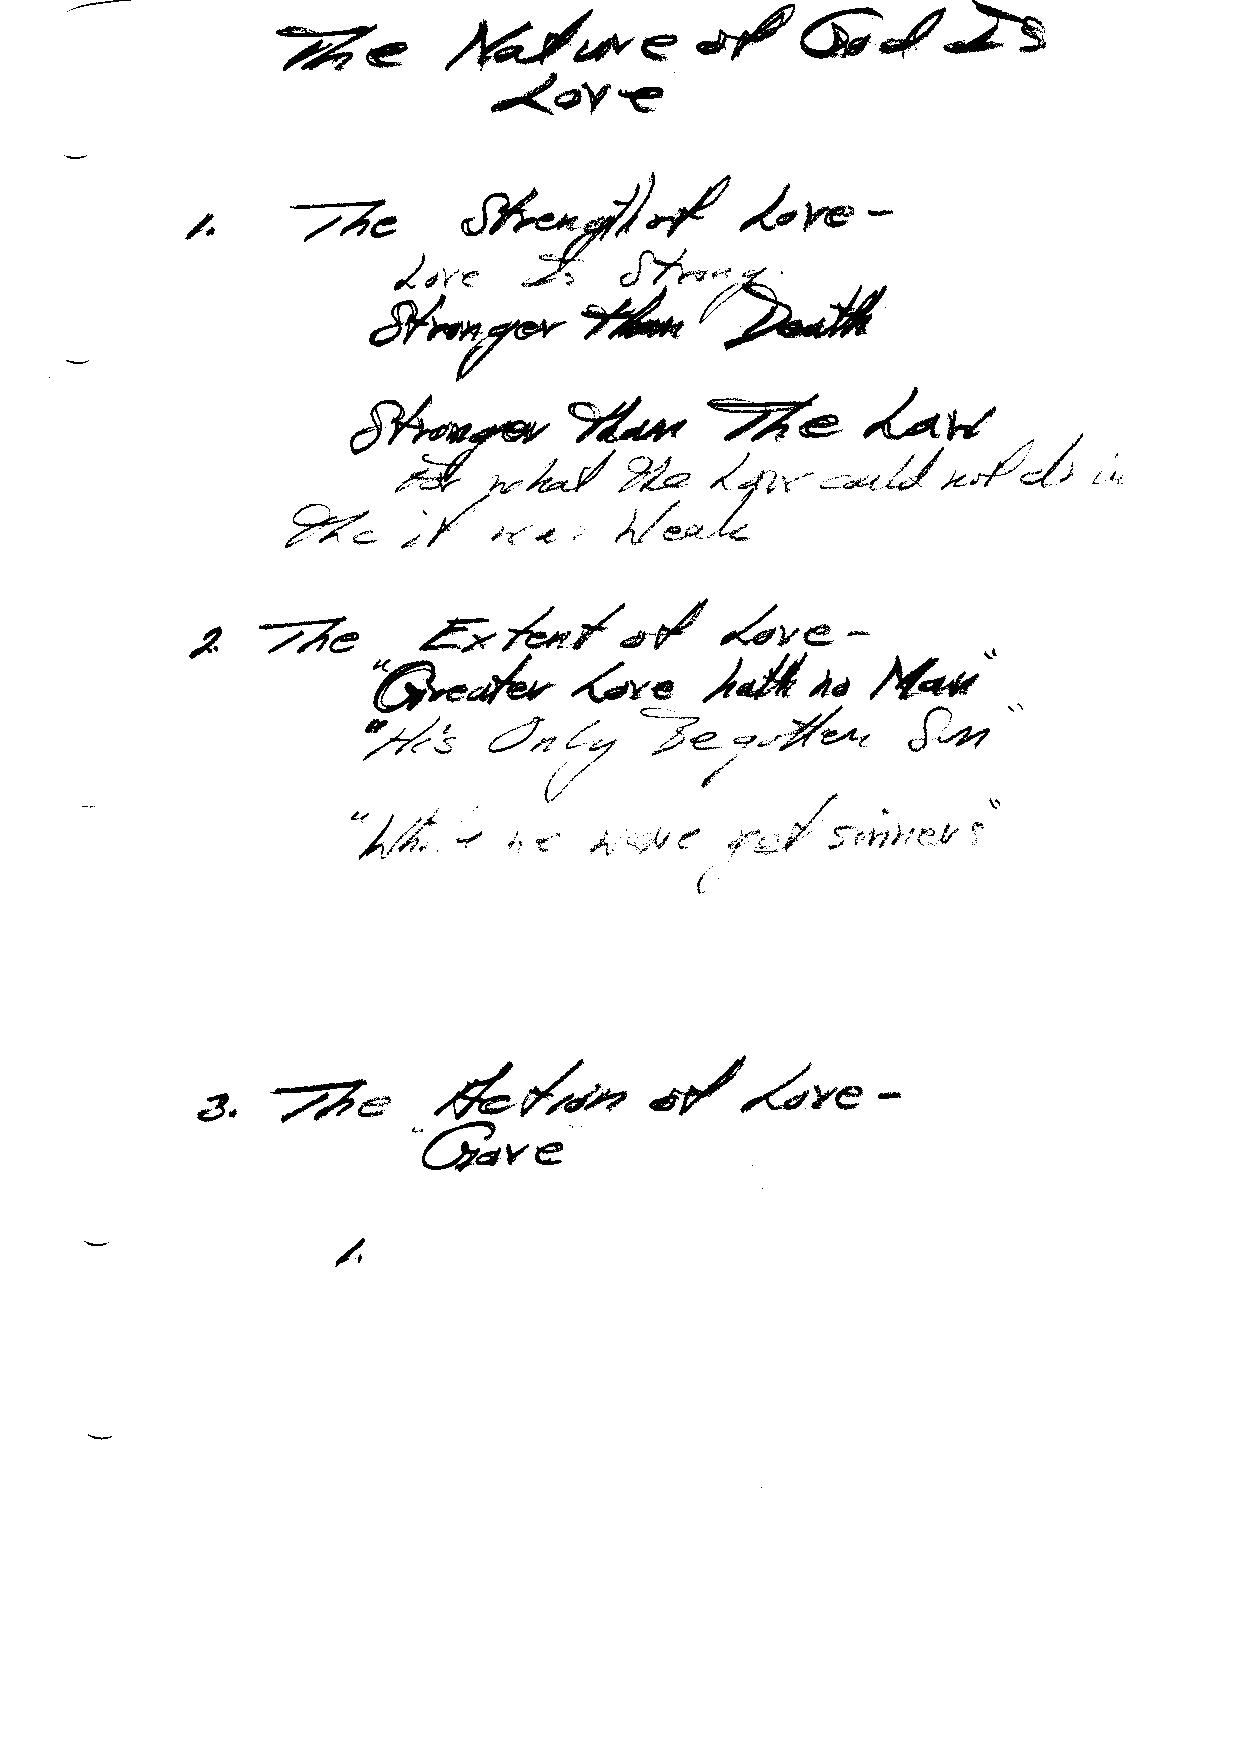 The Nature of God Is
Love
1. The Strength of Love -
Love Is Strong
Stronger than Death
Stronger than The Law
For what the Law could not do in
the it was Weak
2. The Extent of Love -
"Greater Love hath no Man"
"His Only Begotten Son"
"While we were yet sinners"
3. The Action of Love -
"Gave"
1.